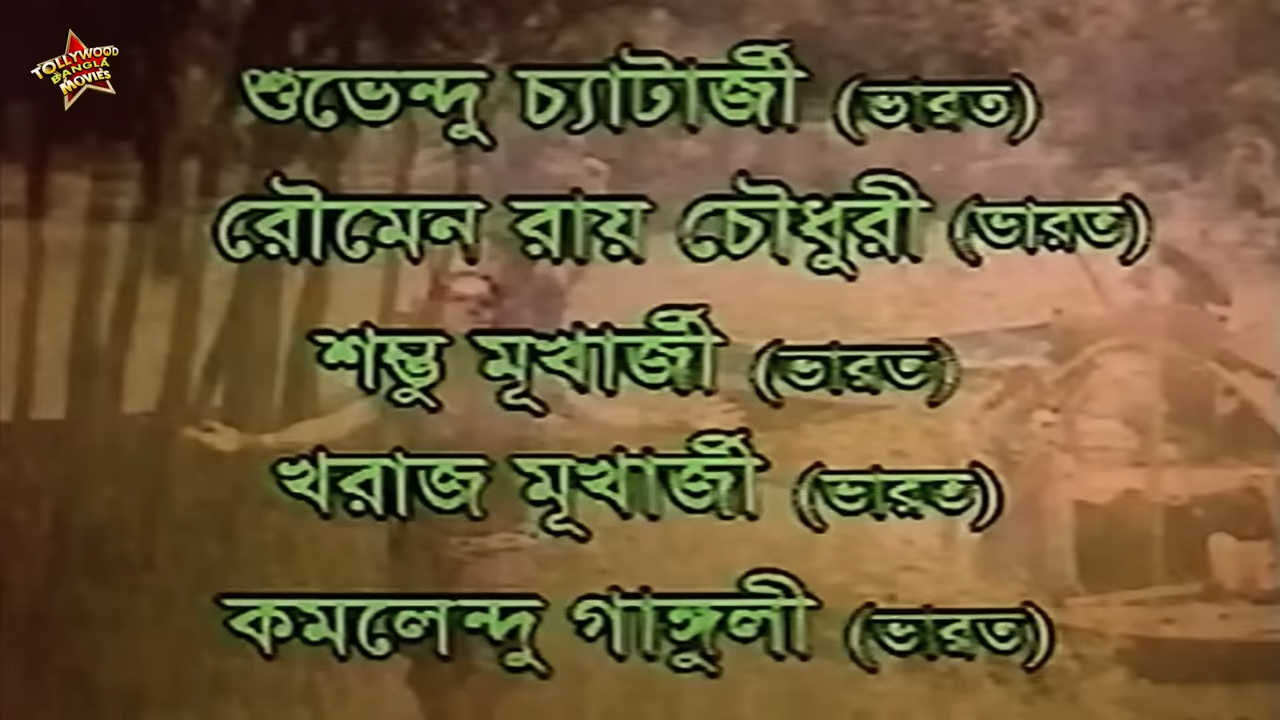 TOLLYWOOD
BANGLA
MOVIES
শুভেন্দু চ্যাটার্জী (ভারত)
রৌমেন রায় চৌধুরী (ভারত)
শম্ভু মূখার্জী (ভারত)
খরাজ মূখার্জী (ভারত)
কমলেন্দু গাঙ্গুলী (ভারত)